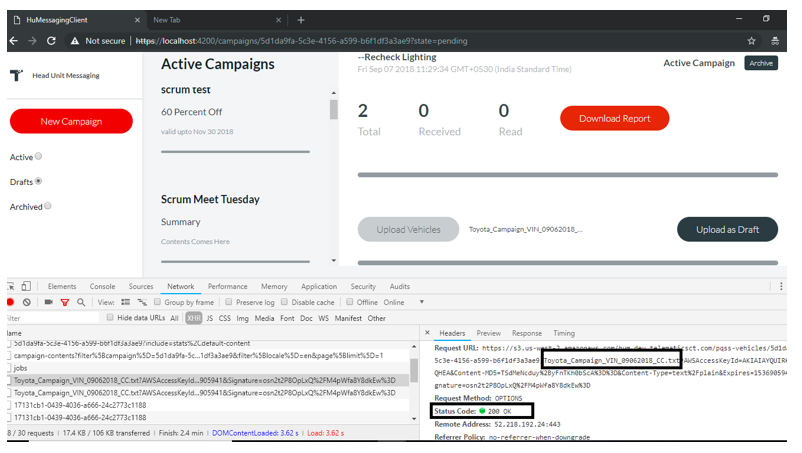 HuMessagingClient
New Tab
Not secure | https://localhost:4200/campaigns/5d1da9fa-5c3e-4156-a599-b6f1df3a3ae9?state=pending
T Head Unit Messaging
New Campaign
Active
Drafts
Archived
Active Campaigns
scrum test
60 Percent Off
valid upto Nov 30 2018
Scrum Meet Tuesday
Summary
Contents Comes Here
--Recheck Lighting
Fri Sep 07 2018 11:29:34 GMT+0530 (India Standard Time)
Active Campaign Archive
2 0 0
Total Received Read
Download Report
Upload Vehicles Toyota_Campaign_VIN_09062018_... Upload as Draft
Elements Console Sources Network Performance Memory Application Security Audits
View: Group by frame Preserve log Disable cache Offline Online
ilter Hide data URLs All XHR JS CSS Img Media Font Doc WS Manifest Other
lame
5d1da9fa-5c3e-4156-a599-b6f1df3a3ae9?include=stats%2Cdefault-content
campaign-contents?filter%5Bcampaign%5D=5d1da9fa-5c...1df3a3ae9&filter%5Blocale%5D=en&page%5Blimit%5D=1
jobs
Toyota_Campaign_VIN_09062018_CC.txt?AWSAccessKeyId...905941&Signature=osn2t2P8OpLxQ%2FM4pWfa8Y8dkEw%3D
Toyota_Campaign_VIN_09062018_CC.txt?AWSAccessKeyId...905941&Signature=osn2t2P8OpLxQ%2FM4pWfa8Y8dkEw%3D
17131cb1-0439-4036-a666-24c2773c1188
17131cb1-0439-4036-a666-24c2773c1188
8 / 30 requests | 17.4 KB / 106 KB transferred | Finish: 2.4 min | DOMContentLoaded: 3.62 s | Load: 3.63 s
× Headers Preview Response Timing
Request URL: https://s3.us-west-2.amazonaws.com/hum.dev.telematicsct.com/pqss-vehicles/5d1da
5c3e-4156-a599-b6f1df3a3ae9 Toyota_Campaign_VIN_09062018_CC.txt AWSAccessKeyId=AKIAIAYQUIRK
QHEA&Content-MD5=TSdMeNcduy%2ByFnTKN0bScA%3D%3D&Content-Type=text%2Fplain&Expires=15369059
gnature=osn2t2P8OpLxQ%2FM4pWfa8Y8dkEw%3D
Request Method: OPTIONS
Status Code: 200 OK
Remote Address: 52.218.192.24:443
Referrer Policy: no-referrer-when-downgrade